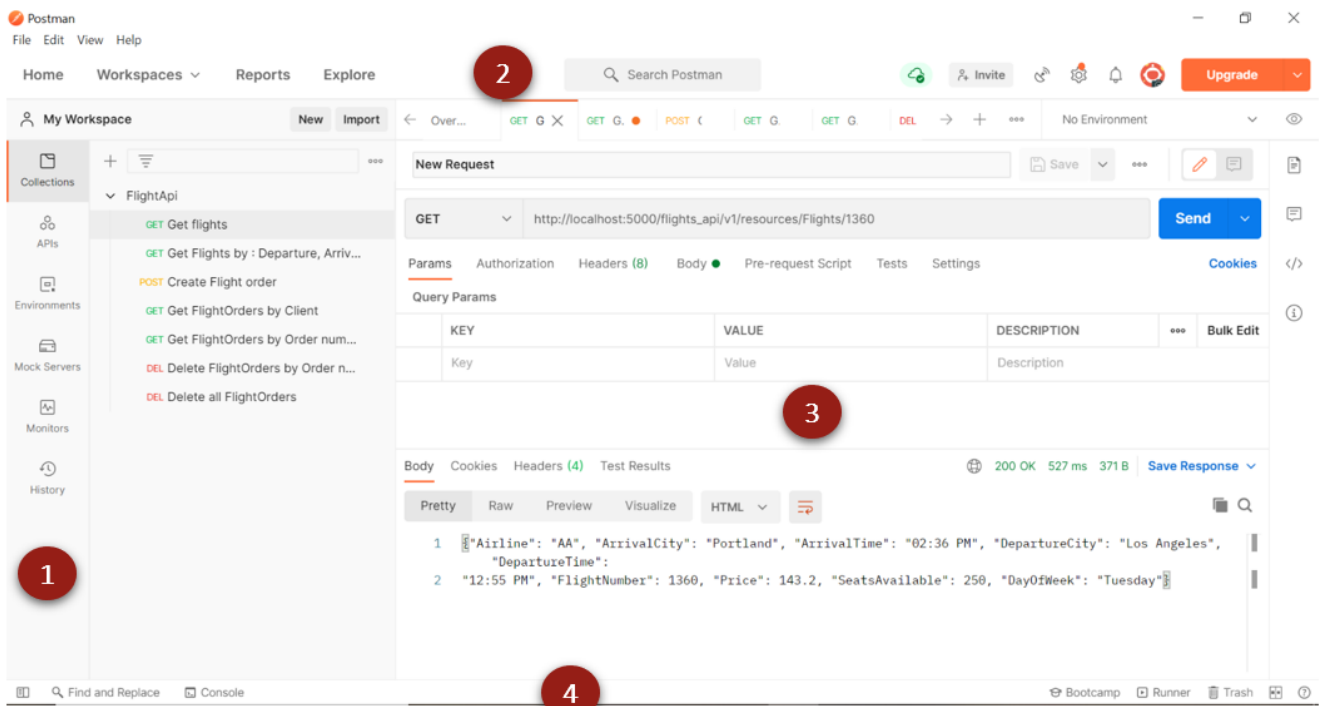 Postman
File Edit View Help
Home Workspaces Reports Explore 2 Search Postman Invite Upgrade
My Workspace New Import Over... GET G GET G. POST ( GET G. GET G. DEL No Environment
Collections
New Request Save
FlightApi
GET Get flights
GET http://localhost:5000/flights_api/v1/resources/Flights/1360 Send
APIs
GET Get Flights by : Departure, Arriv...
Params Authorization Headers (8) Body Pre-request Script Tests Settings Cookies
POST Create Flight order
Query Params
Environments
GET Get FlightOrders by Client
KEY VALUE DESCRIPTION Bulk Edit
GET Get FlightOrders by Order num...
Key Value Description
Mock Servers
DEL Delete FlightOrders by Order n...
DEL Delete all FlightOrders
3
Monitors
Body Cookies Headers (4) Test Results 200 OK 527 ms 371 B Save Response
History
Pretty Raw Preview Visualize HTML
1 {"Airline": "AA", "ArrivalCity": "Portland", "ArrivalTime": "02:36 PM", "DepartureCity": "Los Angeles",
"DepartureTime":
2 "12:55 PM", "FlightNumber": 1360, "Price": 143.2, "SeatsAvailable": 250, "DayOfWeek": "Tuesday"}
1
Find and Replace Console 4 Bootcamp Runner Trash